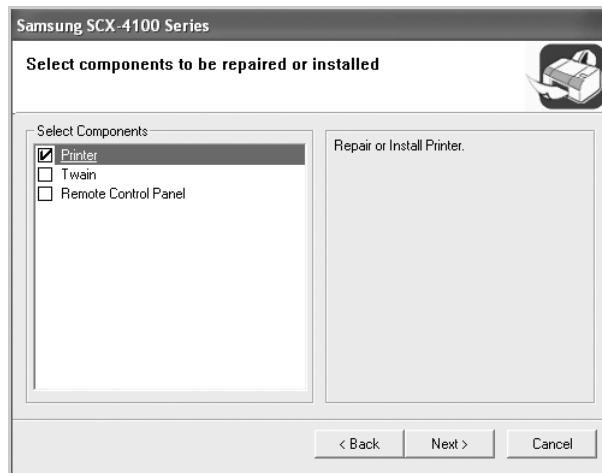 Samsung SCX-4100 Series
Select components to be repaired or installed
Select Components
Printer
Twain
Remote Control Panel
Repair or Install Printer.
< Back
Next >
Cancel